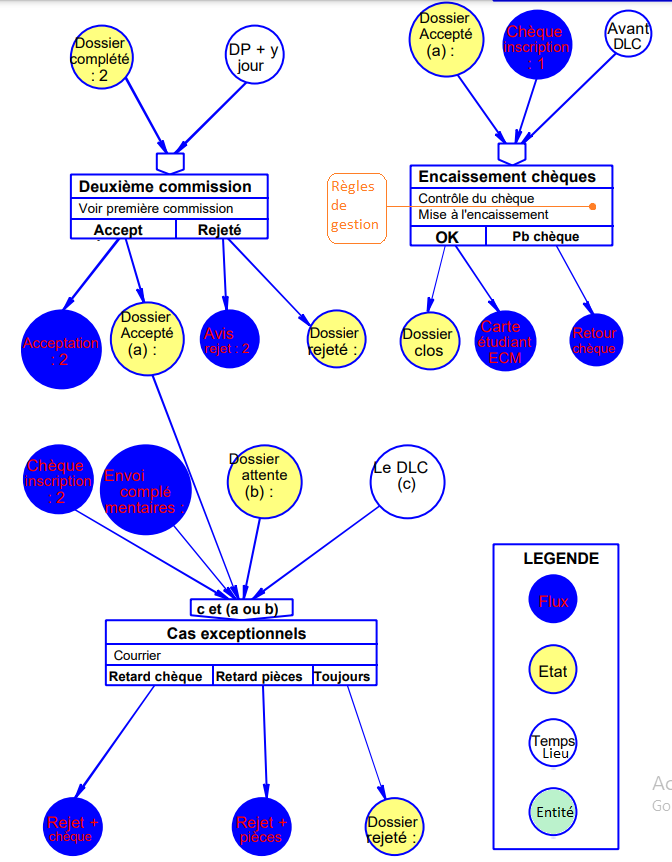 Dossier
complété
: 2
DP + y
jour
Dossier
Accepté
(a) :
Chèque
inscription
: 1
Avant
DLC
Deuxième commission
Voir première commission
Accept
Rejeté
Règles
de
gestion
Encaissement chèques
Contrôle du chèque
Mise à l'encaissement
OK
Pb chèque
Acceptation
: 2
Dossier
Accepté
(a) :
Avis
rejet : 2
Dossier
rejeté :
Dossier
clos
Carte
étudiant
ECM
Retour
chèque
Chèque
Inscription
: 2
Envoi
complé
mentaires :
Dossier
attente
(b) :
Le DLC
(c)
c et (a ou b)
Cas exceptionnels
Courrier
Retard chèque
Retard pièces
Toujours
Rejet +
chèque
Rejet +
pièces
Dossier
rejeté :
LEGENDE
Flux
Etat
Temps
Lieu
Entité
Ac
Go